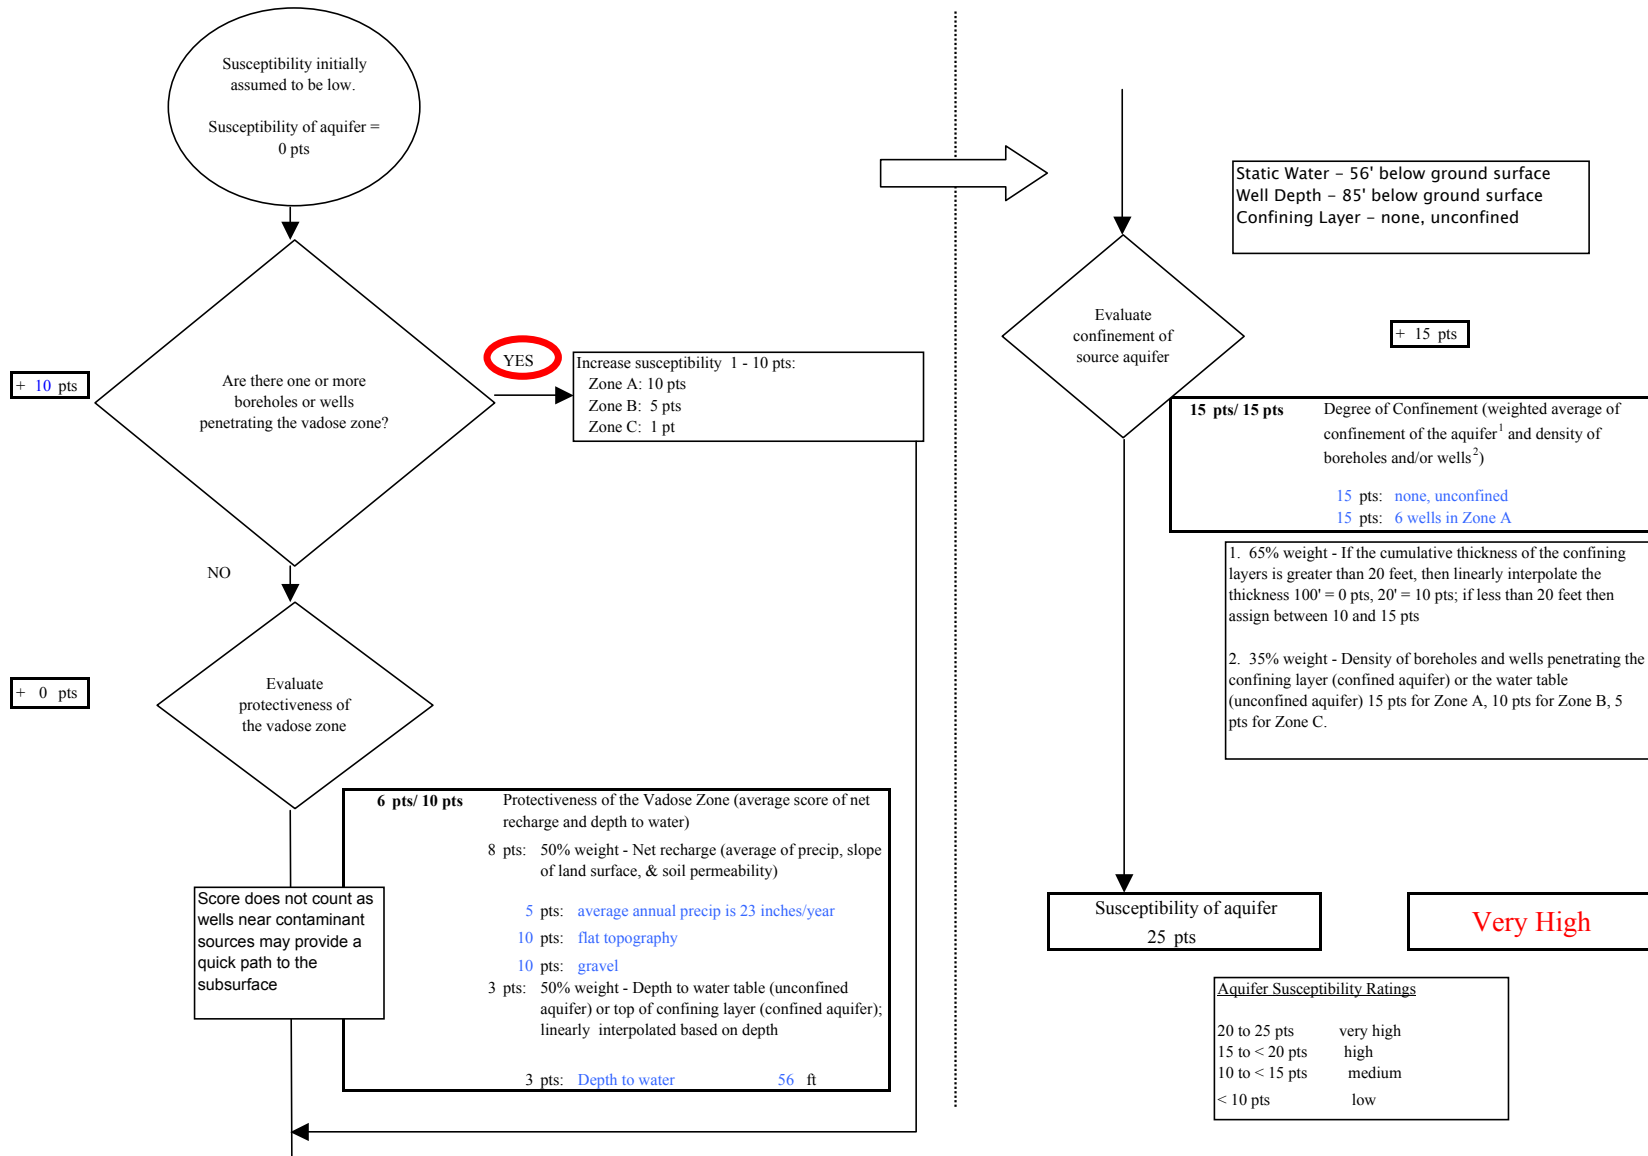 Susceptibility initially
assumed to be low.
Susceptibility of aquifer =
0 pts
+ 10 pts
Are there one or more
boreholes or wells
penetrating the vadose zone?
YES
Increase susceptibility 1 - 10 pts:
Zone A: 10 pts
Zone B: 5 pts
Zone C: 1 pt
NO
+ 0 pts
Evaluate
protectiveness of
the vadose zone
6 pts/ 10 pts
Protectiveness of the Vadose Zone (average score of net
recharge and depth to water)
8 pts: 50% weight - Net recharge (average of precip, slope
of land surface, & soil permeability)
5 pts: average annual precip is 23 inches/year
10 pts: flat topography
10 pts: gravel
3 pts: 50% weight - Depth to water table (unconfined
aquifer) or top of confining layer (confined aquifer);
linearly interpolated based on depth
3 pts: Depth to water 56 ft
Score does not count as
wells near contaminant
sources may provide a
quick path to the
subsurface
Static Water – 56' below ground surface
Well Depth – 85' below ground surface
Confining Layer – none, unconfined
Evaluate
confinement of
source aquifer
+ 15 pts
15 pts/ 15 pts
Degree of Confinement (weighted average of
confinement of the aquifer1 and density of
boreholes and/or wells2)
15 pts: none, unconfined
15 pts: 6 wells in Zone A
1. 65% weight - If the cumulative thickness of the confining
layers is greater than 20 feet, then linearly interpolate the
thickness 100' = 0 pts, 20' = 10 pts; if less than 20 feet then
assign between 10 and 15 pts
2. 35% weight - Density of boreholes and wells penetrating the
confining layer (confined aquifer) or the water table
(unconfined aquifer) 15 pts for Zone A, 10 pts for Zone B, 5
pts for Zone C.
Susceptibility of aquifer
25 pts
Very High
Aquifer Susceptibility Ratings
20 to 25 pts very high
15 to < 20 pts high
10 to < 15 pts medium
< 10 pts low